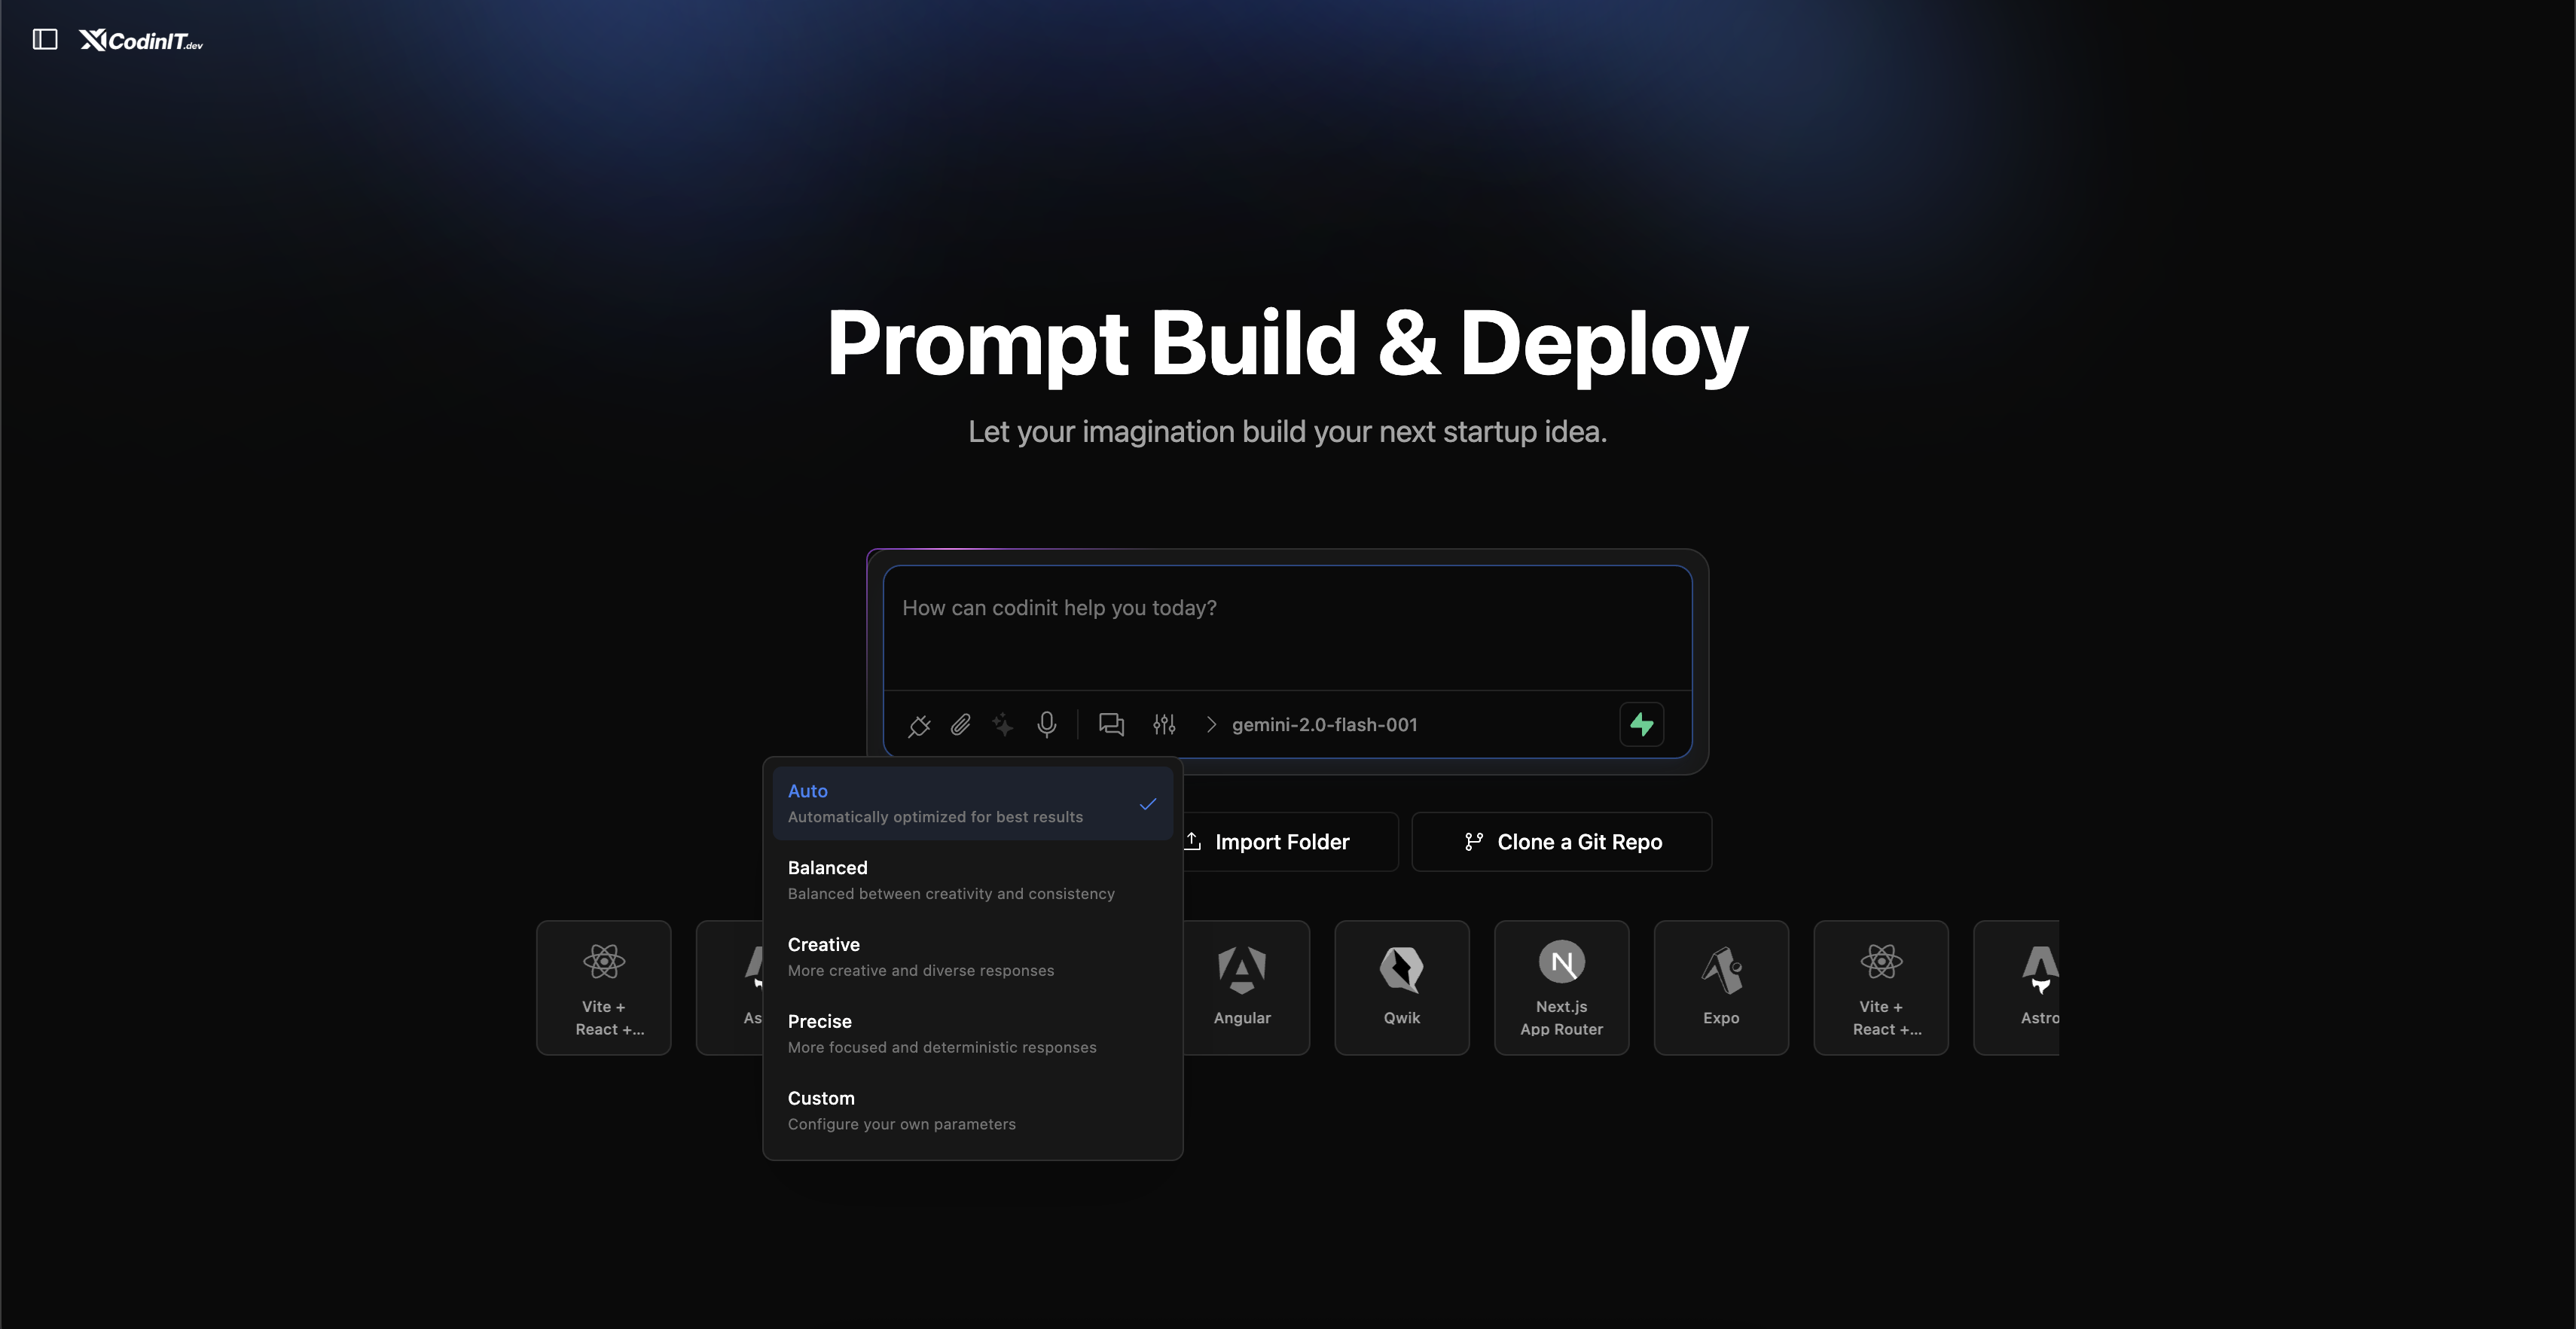 CodinIT.dev
Prompt Build & Deploy
Let your imagination build your next startup idea.
How can codinit help you today?
gemini-2.0-flash-001
Auto
Automatically optimized for best results
Balanced
Balanced between creativity and consistency
Creative
More creative and diverse responses
Precise
More focused and deterministic responses
Custom
Configure your own parameters
Import Folder
Clone a Git Repo
Vite +
React +...
As
Angular
Qwik
Next.js
App Router
Expo
Vite +
React +...
Astro